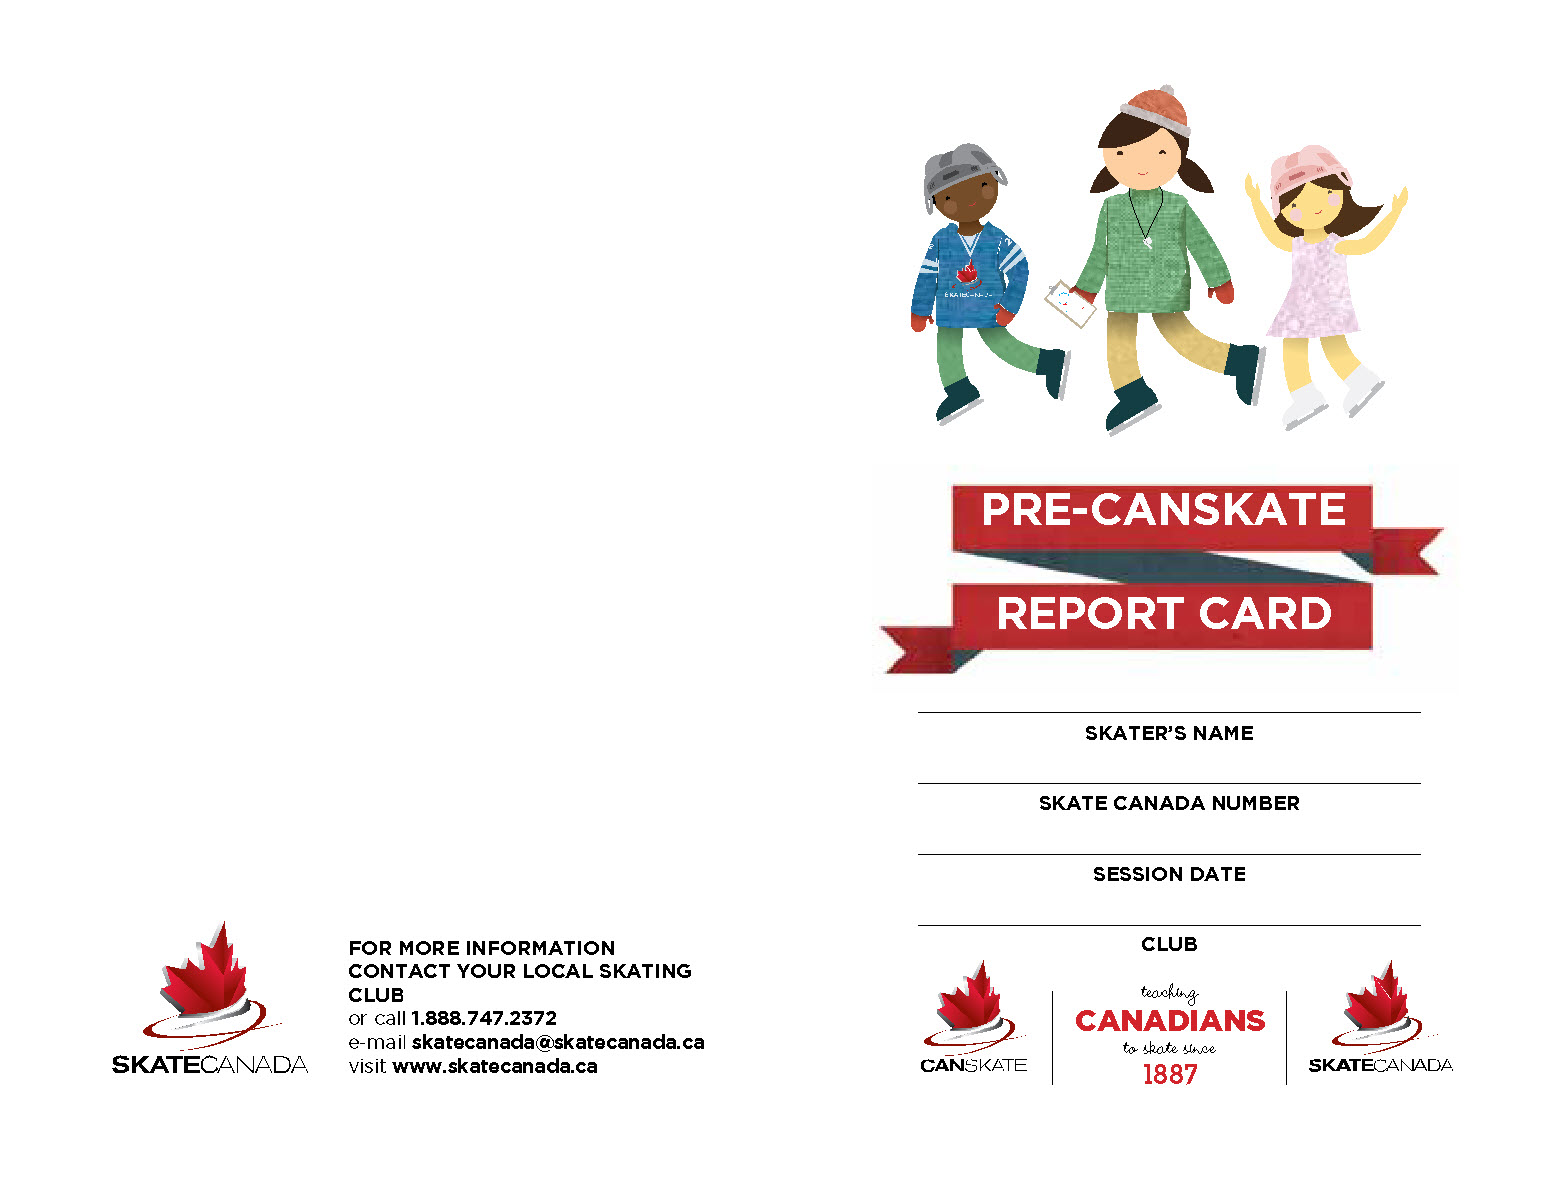 SKATECANADA
PRE-CANSKATE
REPORT CARD
SKATER'S NAME
SKATE CANADA NUMBER
SESSION DATE
CLUB
CANSKATE
teaching
CANADIANS
to skate since
1887
SKATECANADA
SKATECANADA
FOR MORE INFORMATION
CONTACT YOUR LOCAL SKATING
CLUB
or call 1.888.747.2372
e-mail skatecanada@skatecanada.ca
visit www.skatecanada.ca